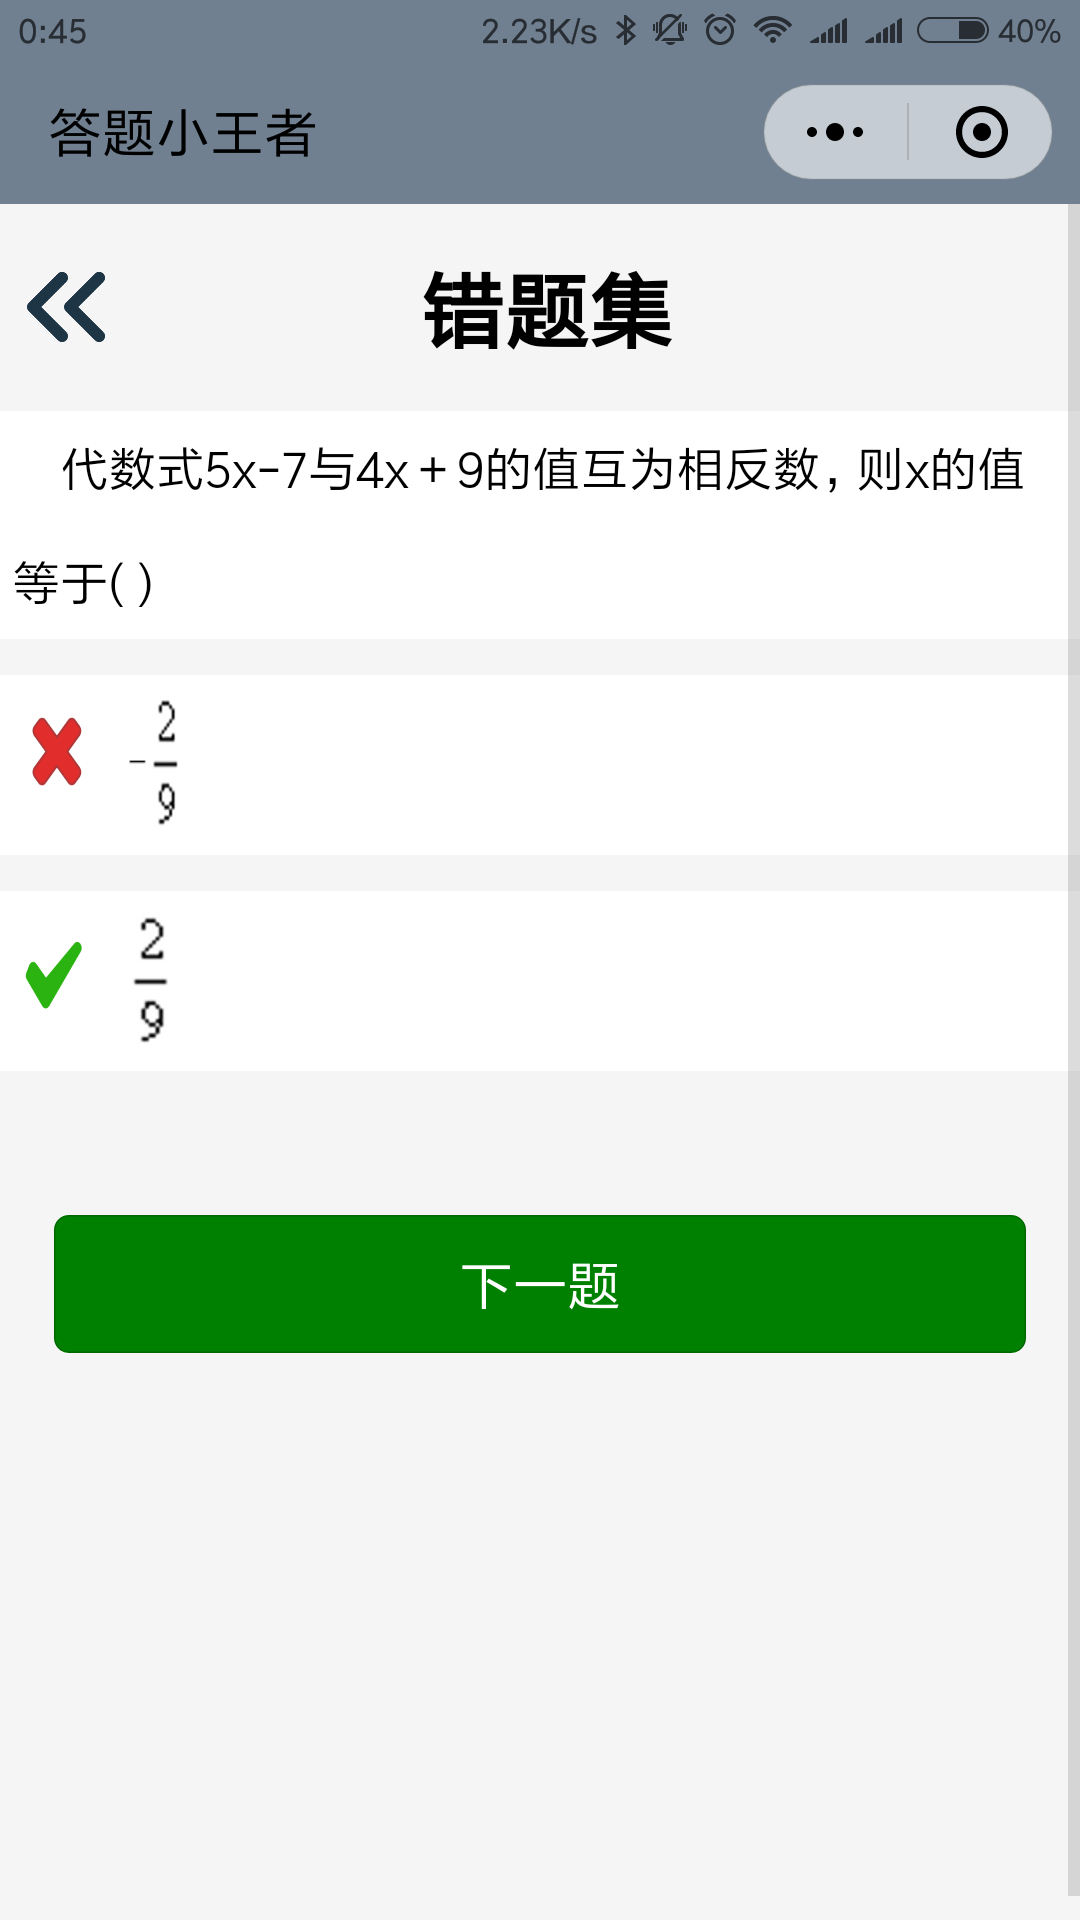 0:45 2.23K/s 40%
答题小王者
错题集
代数式5x-7与4x+9的值互为相反数,则x的值
等于( )
-2/9
2/9
下一题